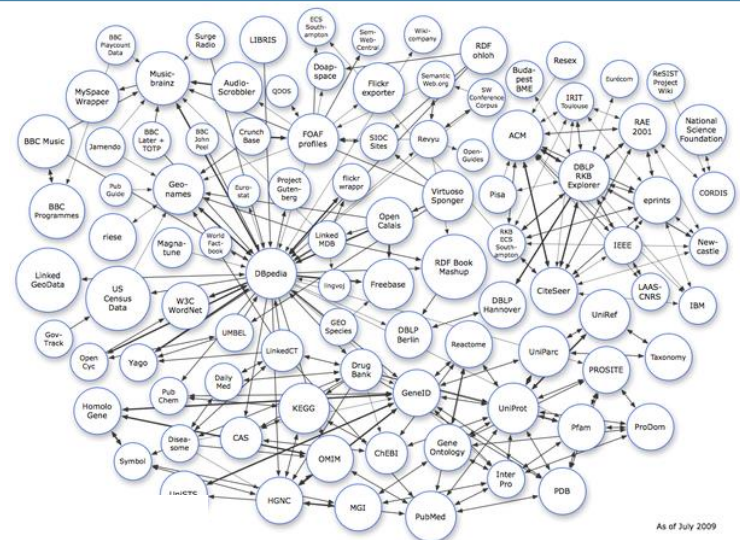 BBC
Playcount
Data
Surge
Radio
LIBRIS
ECS
South-
ampton
Sem-
Web-
Central
Wiki-
company
RDF
ohloh
Resex
Music-
brainz
Audio-
Scrobbler
QDOS
Doap-
space
Flickr
exporter
Semantic
Web.org
SW
Conference
Corpus
Buda-
pest
BME
IRIT
Toulouse
Eurécom
ReSIST
Project
Wiki
MySpace
Wrapper
BBC Music
Jamendo
BBC
Later +
TOTP
BBC
John
Peel
Crunch
Base
FOAF
profiles
SIOC
Sites
Revyu
Open-
Guides
ACM
RAE
2001
National
Science
Foundation
BBC
Programmes
Pub
Guide
Geo-
names
Euro-
stat
Project
Guten-
berg
flickr
wrappr
Virtuoso
Sponger
Pisa
DBLP
RKB
Explorer
eprints
CORDIS
riese
Magna-
tune
World
Fact-
book
Linked
MDB
Open
Calais
RKB
ECS
South-
ampton
IEEE
New-
castle
Linked
GeoData
US
Census
Data
W3C
WordNet
DBpedia
lingvoj
Freebase
RDF Book
Mashup
DBLP
Hannover
CiteSeer
LAAS-
CNRS
IBM
Gov-
Track
Open
Cyc
Yago
UMBEL
LinkedCT
GEO
Species
DBLP
Berlin
Reactome
UniParc
UniRef
Taxonomy
PROSITE
Homolo
Gene
Pub
Chem
Daily
Med
Drug
Bank
KEGG
GeneID
UniProt
Pfam
ProDom
Symbol
Disea-
some
CAS
OMIM
ChEBI
Gene
Ontology
Inter
Pro
PDB
UniSTS
HGNC
MGI
PubMed
As of July 2009